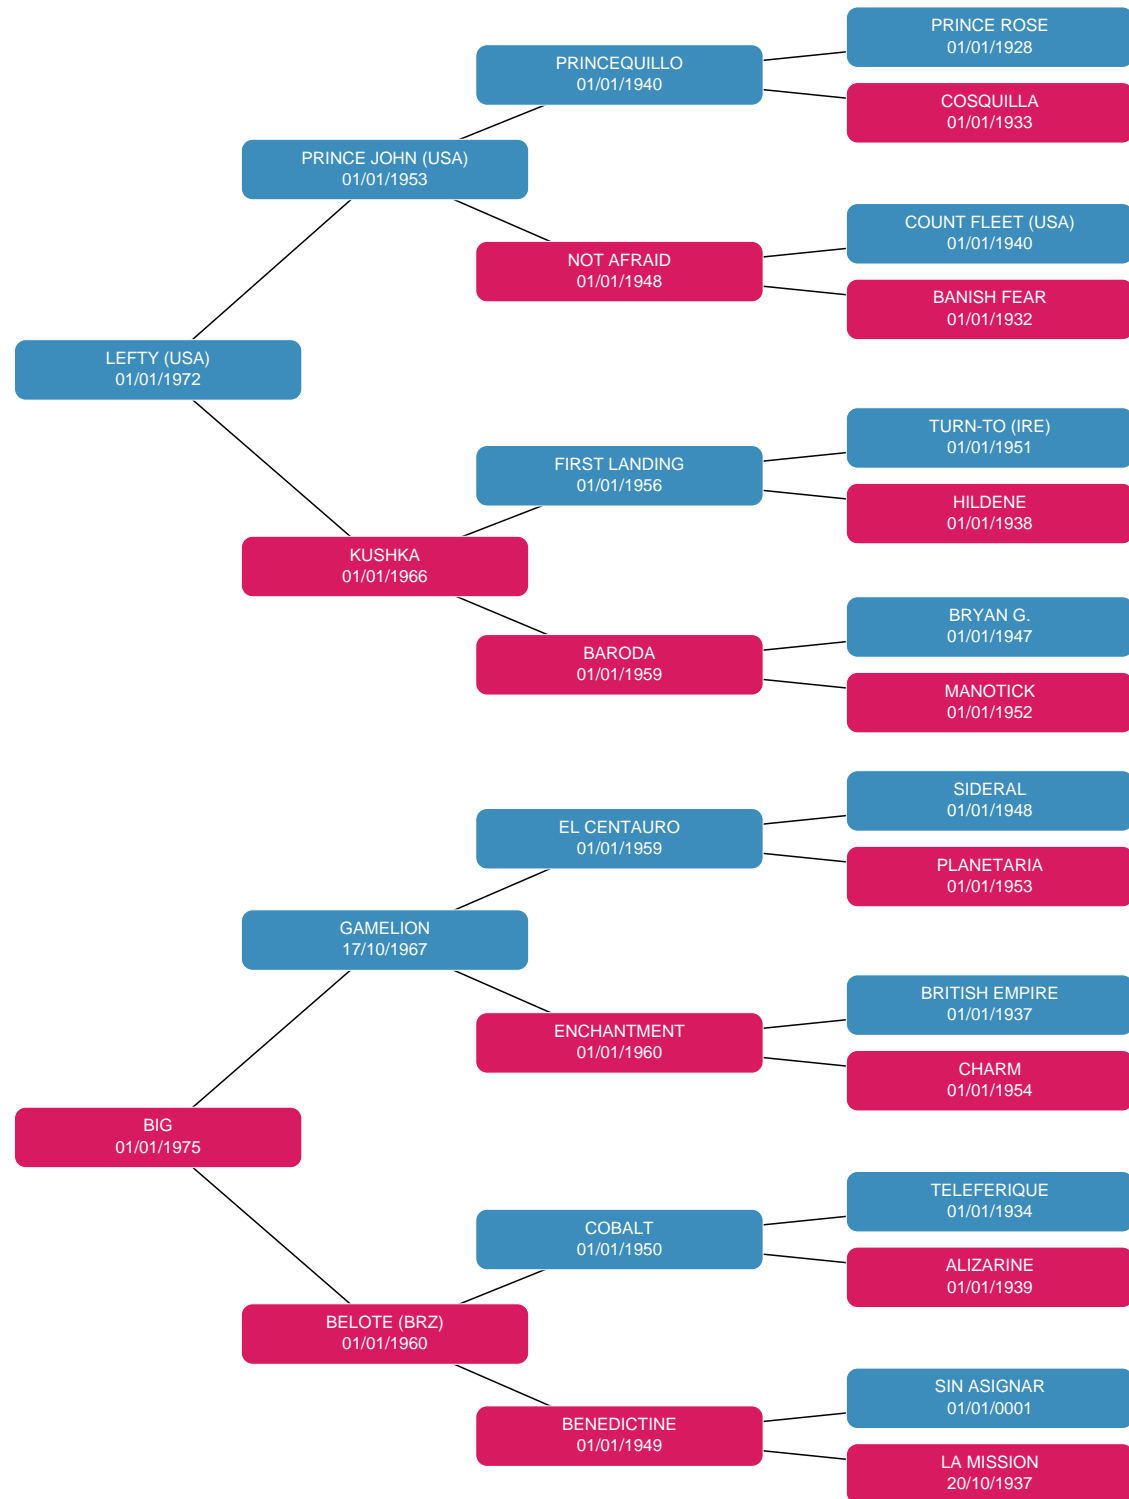 PRINCE ROSE
01/01/1928
PRINCEQUILLO
01/01/1940
COSQUILLA
01/01/1933
PRINCE JOHN (USA)
01/01/1953
COUNT FLEET (USA)
01/01/1940
NOT AFRAID
01/01/1948
BANISH FEAR
01/01/1932
LEFTY (USA)
01/01/1972
TURN-TO (IRE)
01/01/1951
FIRST LANDING
01/01/1956
HILDENE
01/01/1938
KUSHKA
01/01/1966
BRYAN G.
01/01/1947
BARODA
01/01/1959
MANOTICK
01/01/1952
SIDERAL
01/01/1948
EL CENTAURO
01/01/1959
PLANETARIA
01/01/1953
GAMELION
17/10/1967
BRITISH EMPIRE
01/01/1937
ENCHANTMENT
01/01/1960
CHARM
01/01/1954
BIG
01/01/1975
TELEFERIQUE
01/01/1934
COBALT
01/01/1950
ALIZARINE
01/01/1939
BELOTE (BRZ)
01/01/1960
SIN ASIGNAR
01/01/0001
BENEDICTINE
01/01/1949
LA MISSION
20/10/1937